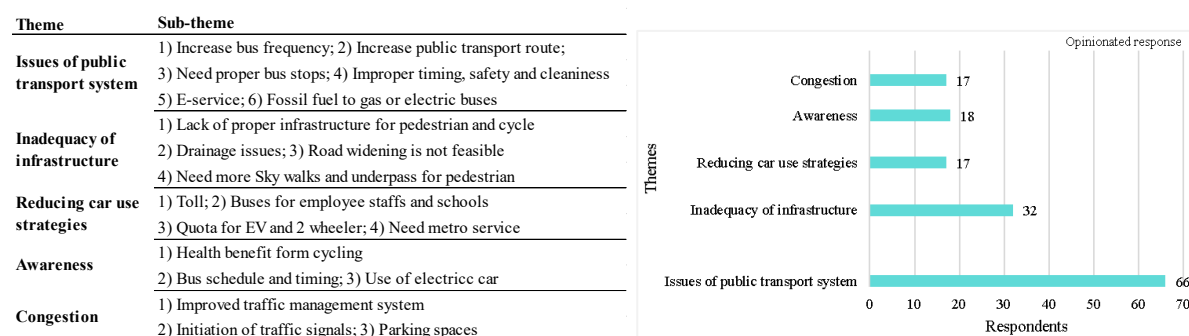 Theme Sub-theme
Issues of public transport system
1) Increase bus frequency; 2) Increase public transport route;
3) Need proper bus stops; 4) Improper timing, safety and cleaniness
5) E-service; 6) Fossil fuel to gas or electric buses
Inadequacy of infrastructure
1) Lack of proper infrastructure for pedestrian and cycle
2) Drainage issues; 3) Road widening is not feasible
4) Need more Sky walks and underpass for pedestrian
Reducing car use strategies
1) Toll; 2) Buses for employee staffs and schools
3) Quota for EV and 2 wheeler; 4) Need metro service
Awareness
1) Health benefit form cycling
2) Bus schedule and timing; 3) Use of electricc car
Congestion
1) Improved traffic management system
2) Initiation of traffic signals; 3) Parking spaces
Opinionated response
Themes
Congestion 17
Awareness 18
Reducing car use strategies 17
Inadequacy of infrastructure 32
Issues of public transport system 66
0 10 20 30 40 50 60 70
Respondents